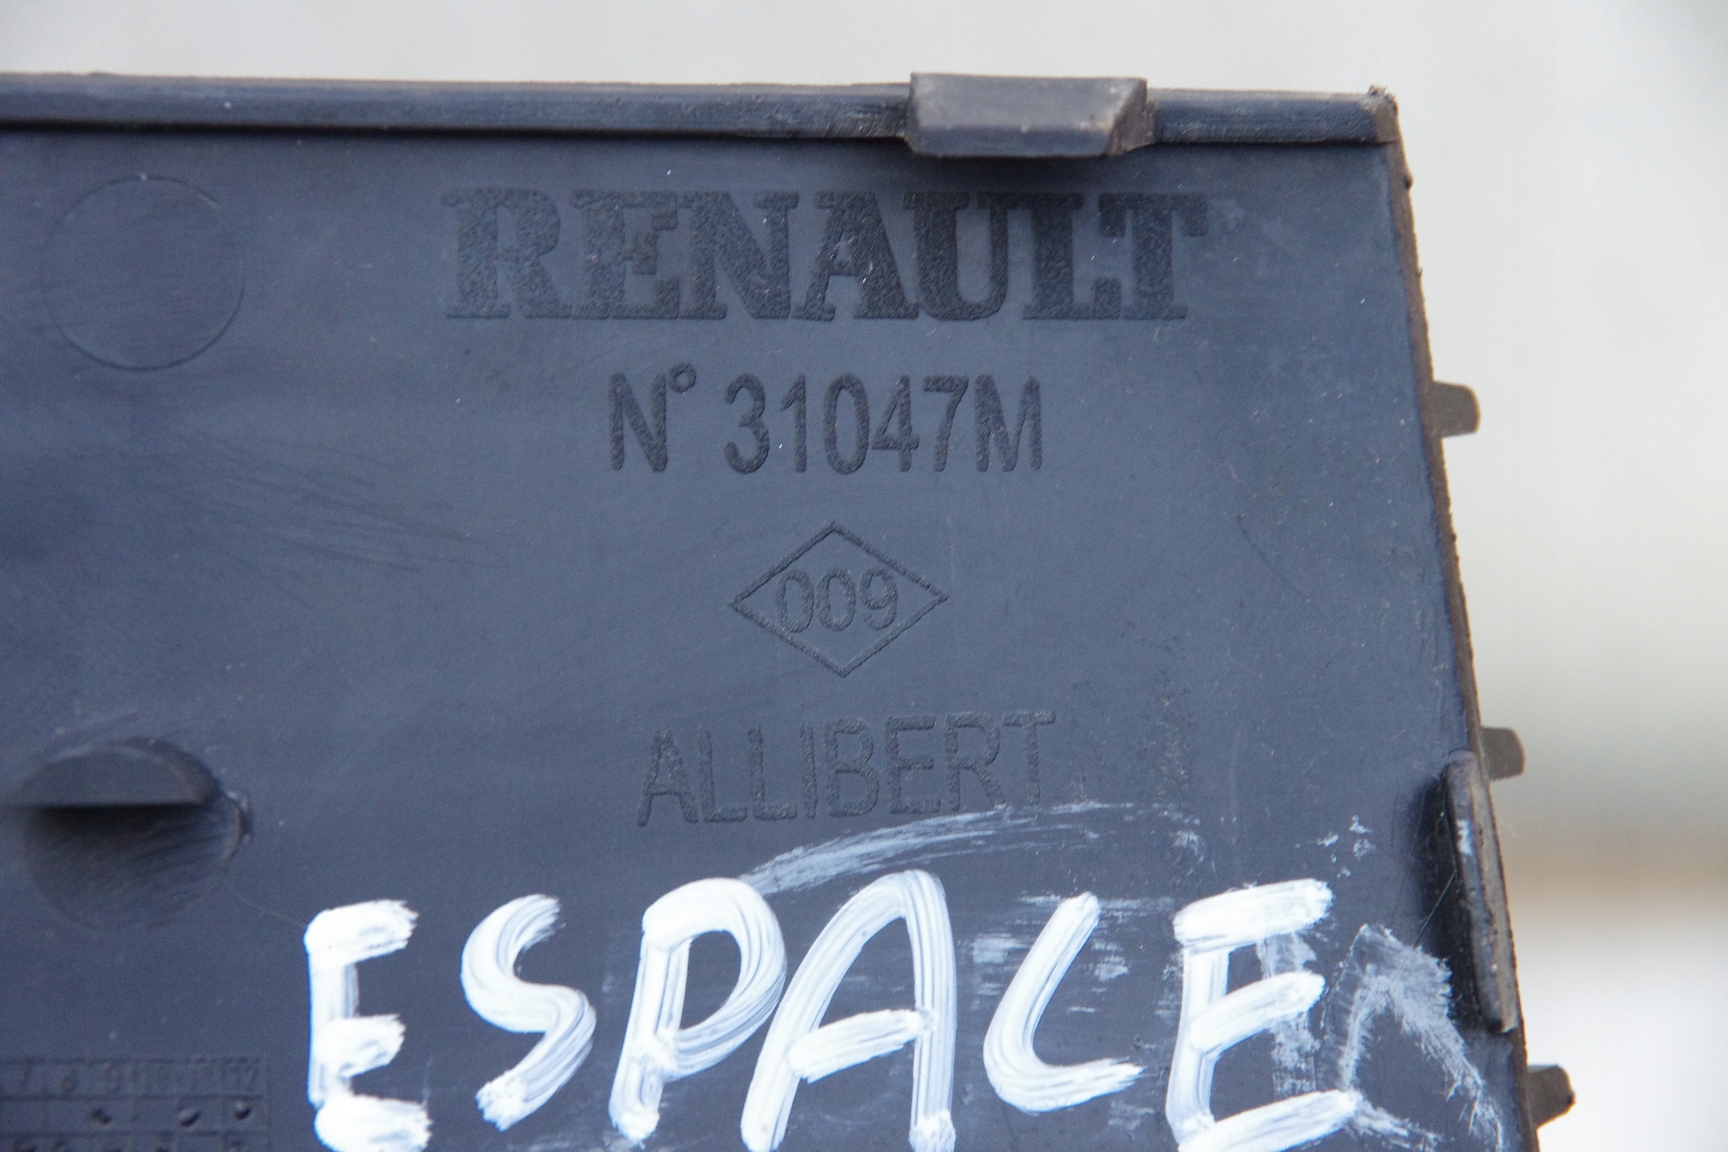 RENAULT
N° 31047M
009
ALLIBERT
ESPACE